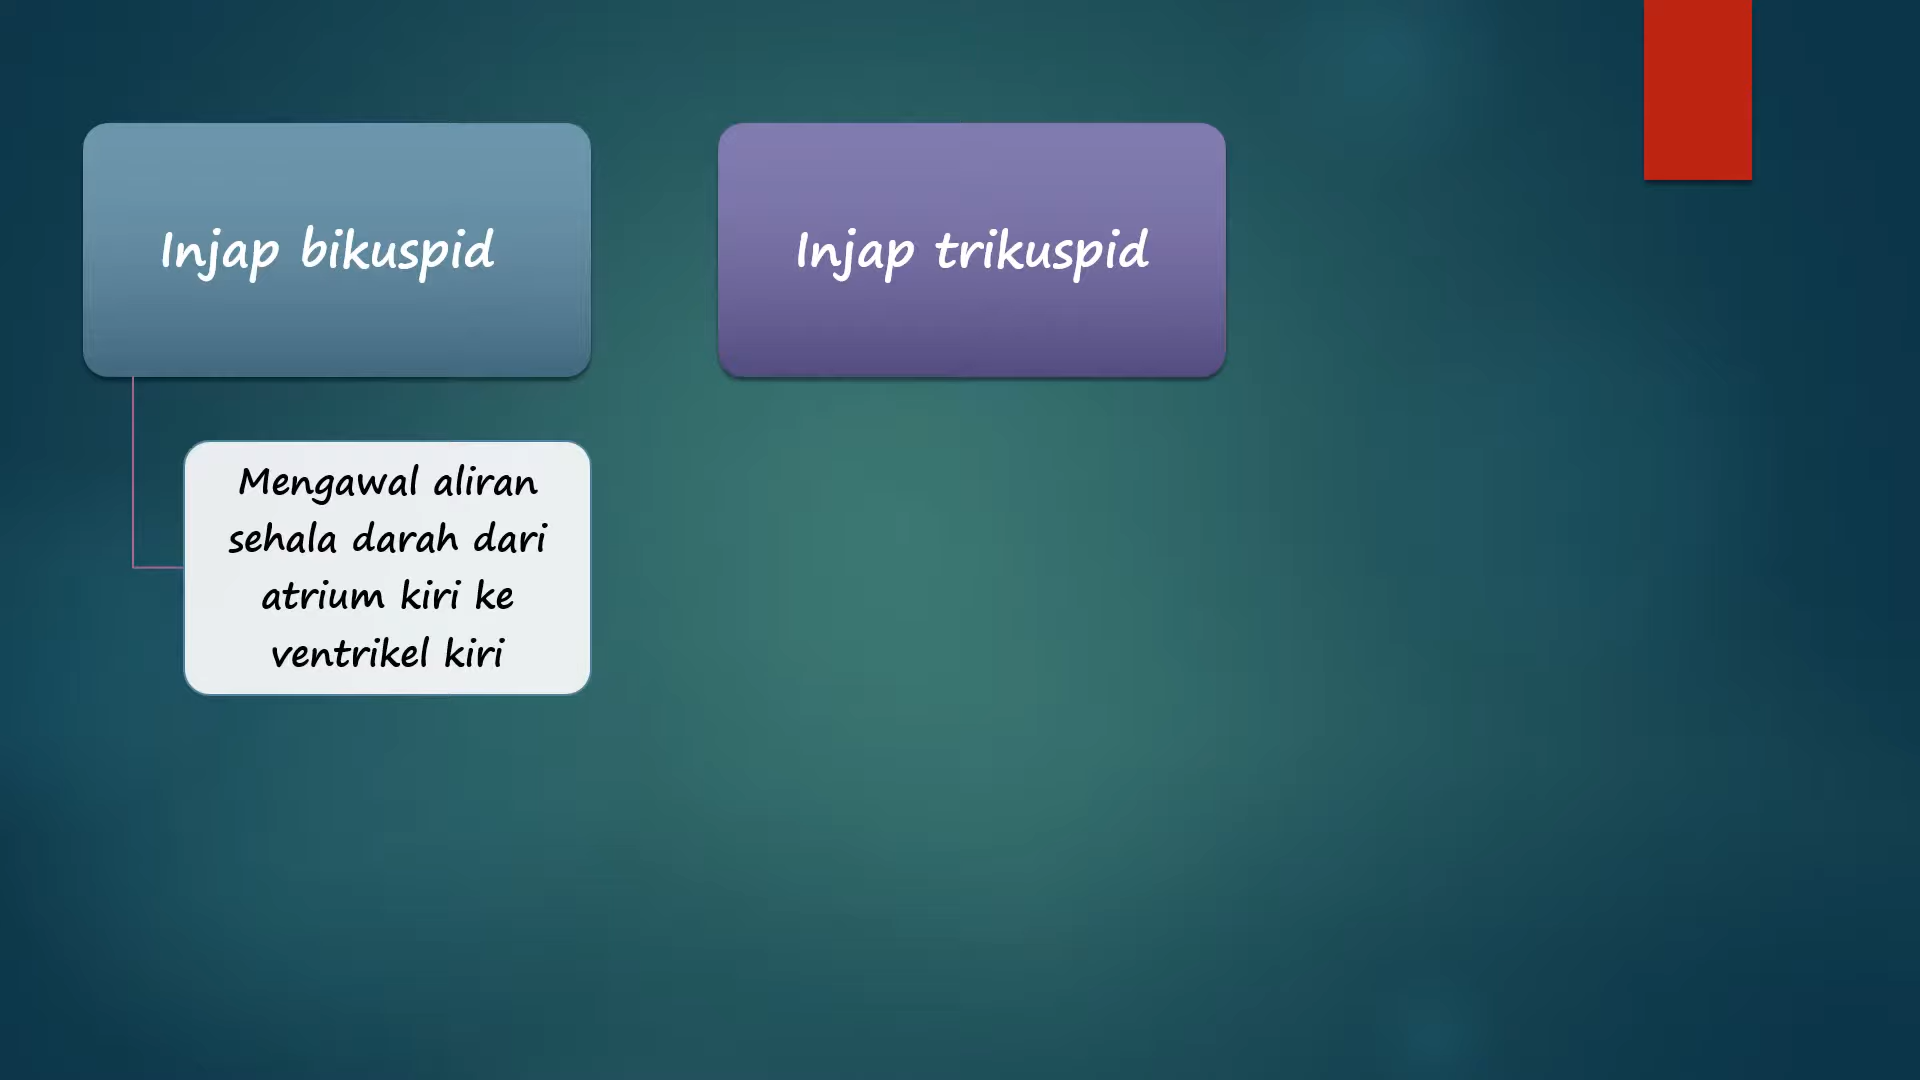 Injap bikuspid
Injap trikuspid
Mengawal aliran
sehala darah dari
atrium kiri ke
ventrikel kiri